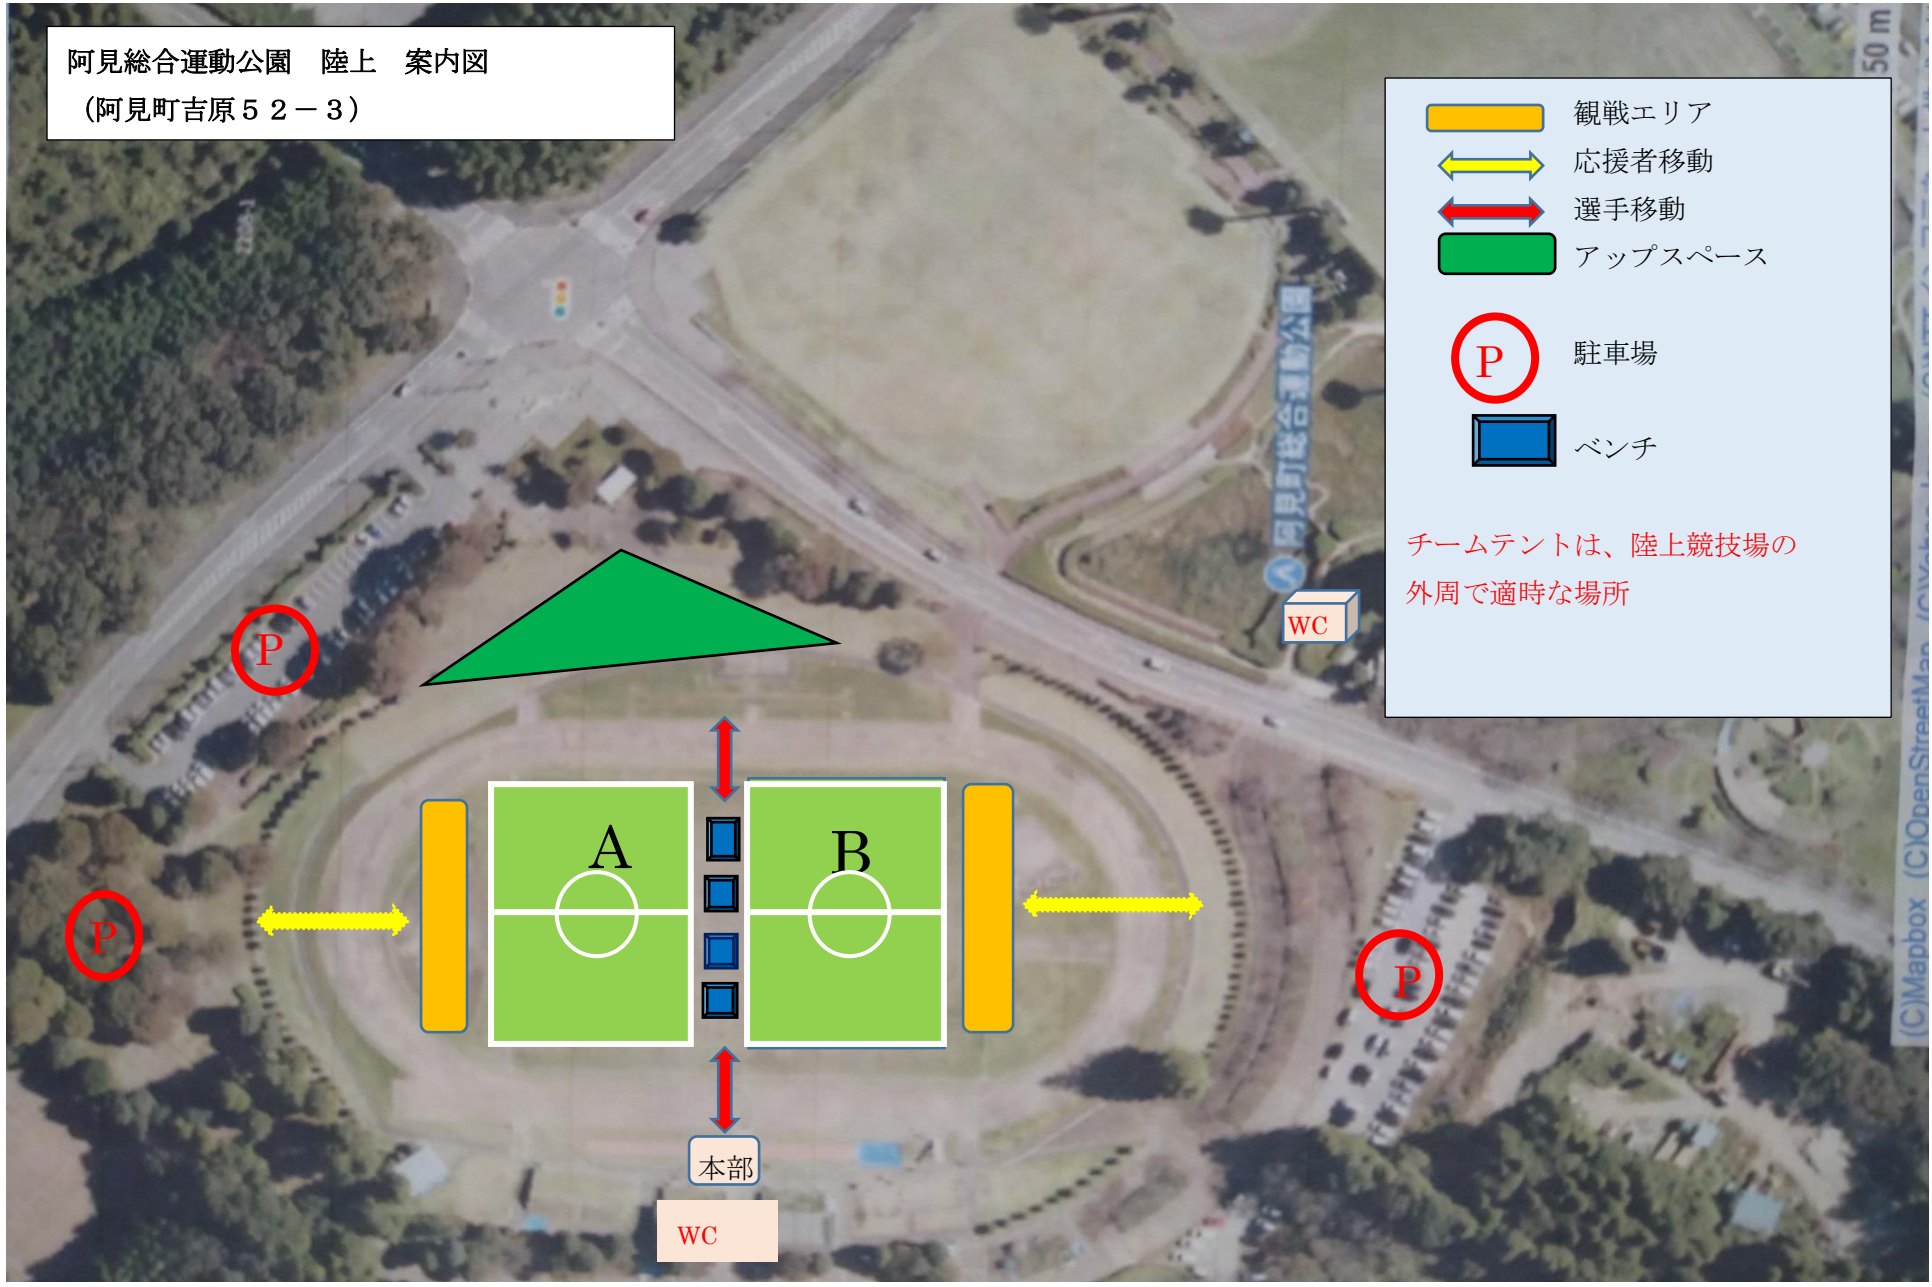 阿見総合運動公園　陸上　案内図
（阿見町吉原５２－３）
50 m
観戦エリア
応援者移動
選手移動
アップスペース
P 駐車場
ベンチ
チームテントは、陸上競技場の
外周で適時な場所
阿見町総合運動公園
WC
P
A
B
P
P
本部
WC
(C)Mapbox (C)OpenStreetMap